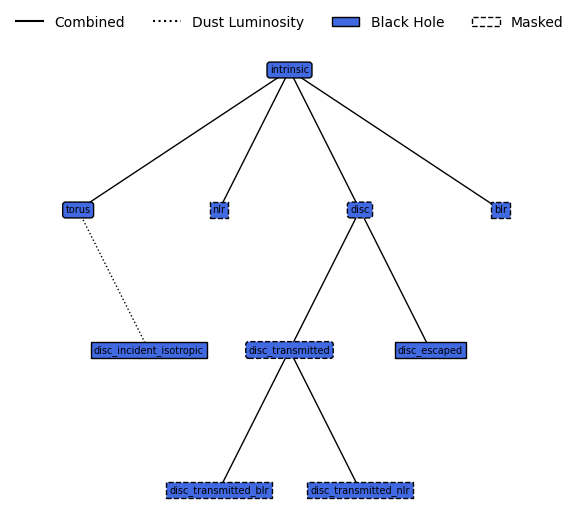 Combined Dust Luminosity Black Hole Masked
intrinsic
torus nlr disc blr
disc_incident_isotropic disc_transmitted disc_escaped
disc_transmitted_blr disc_transmitted_nlr